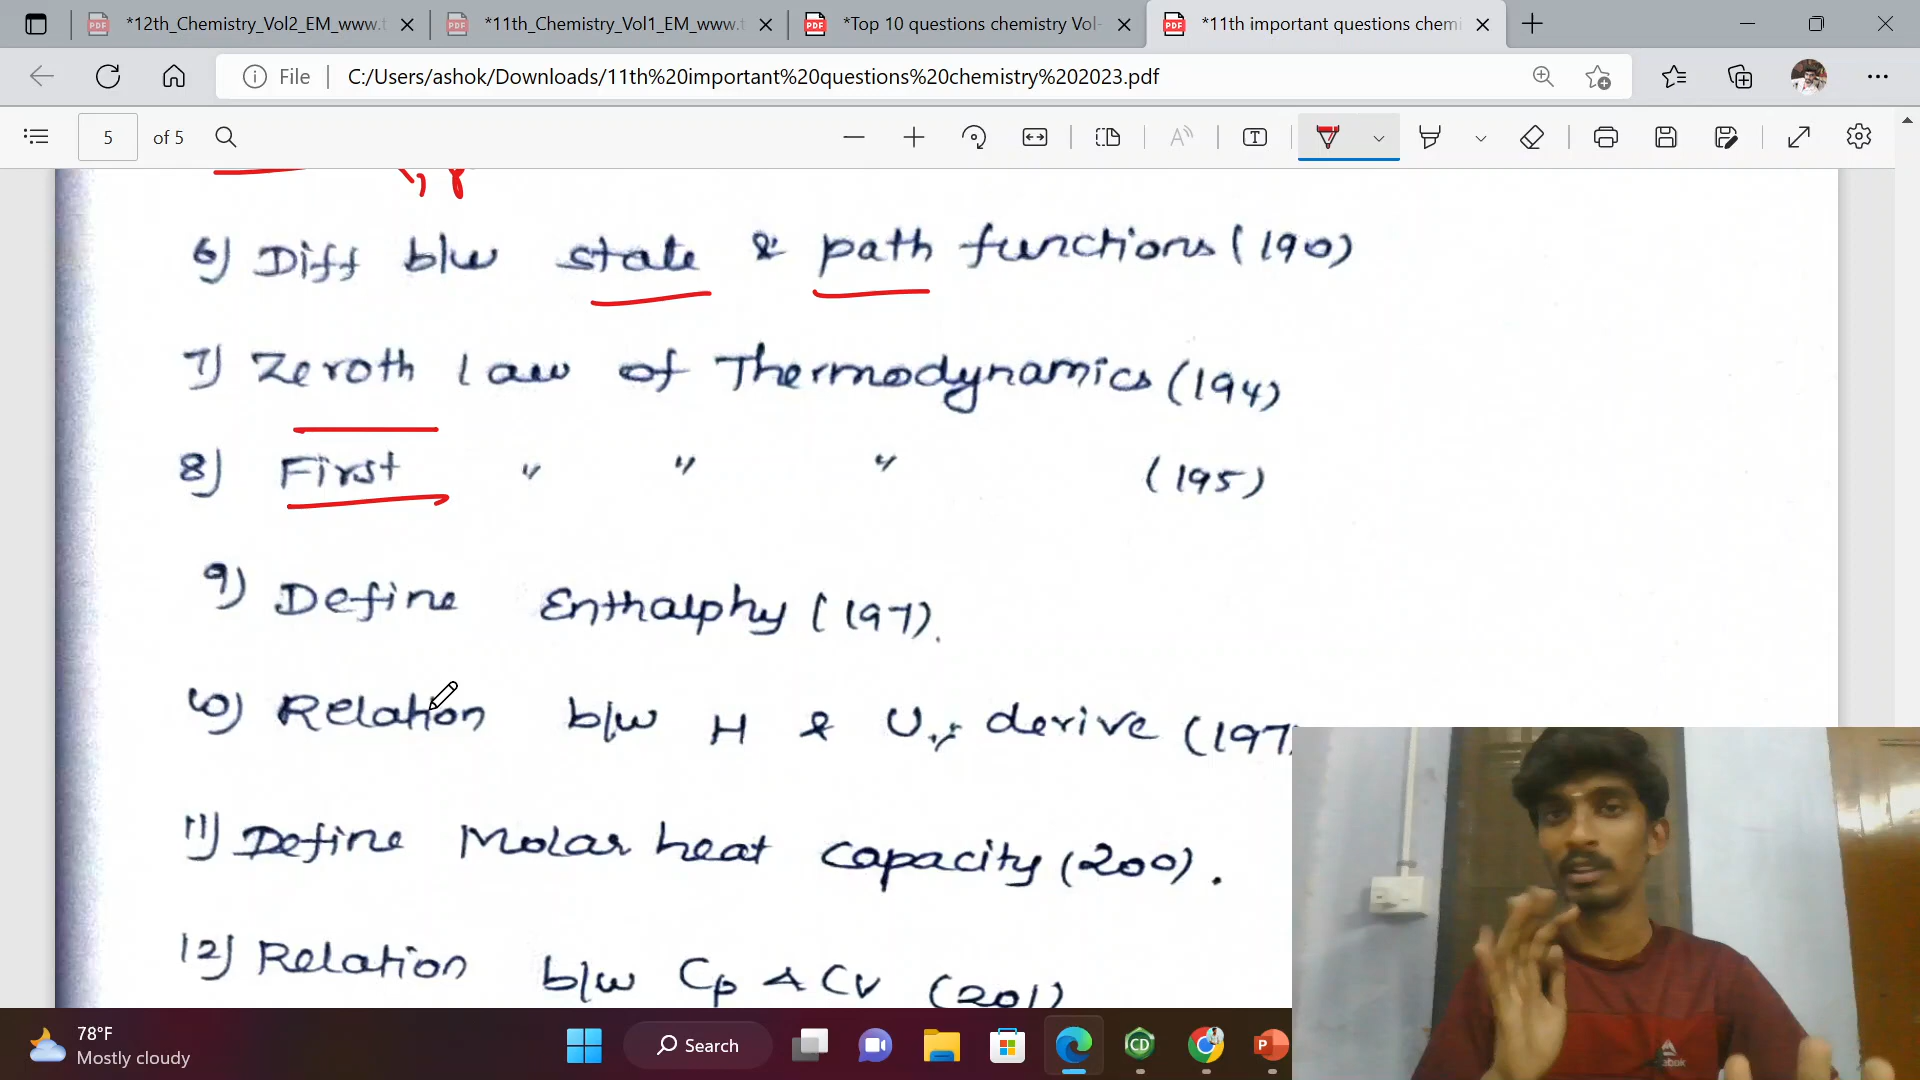 *12th_Chemistry_Vol2_EM_www.t
*11th_Chemistry_Vol1_EM_www.t
*Top 10 questions chemistry Vol-
*11th important questions chemi
File
C:/Users/ashok/Downloads/11th%20important%20questions%20chemistry%202023.pdf
5 of 5
6) Diff b/w state & path functions (190)
7) Zeroth law of Thermodynamics (194)
8) First " " " (195)
9) Define Enthalphy (197).
10) Relation b/w H & U, derive (197
11) Define Molar heat capacity (200).
12) Relation b/w Cp & Cv (201)
78°F
Mostly cloudy
Search